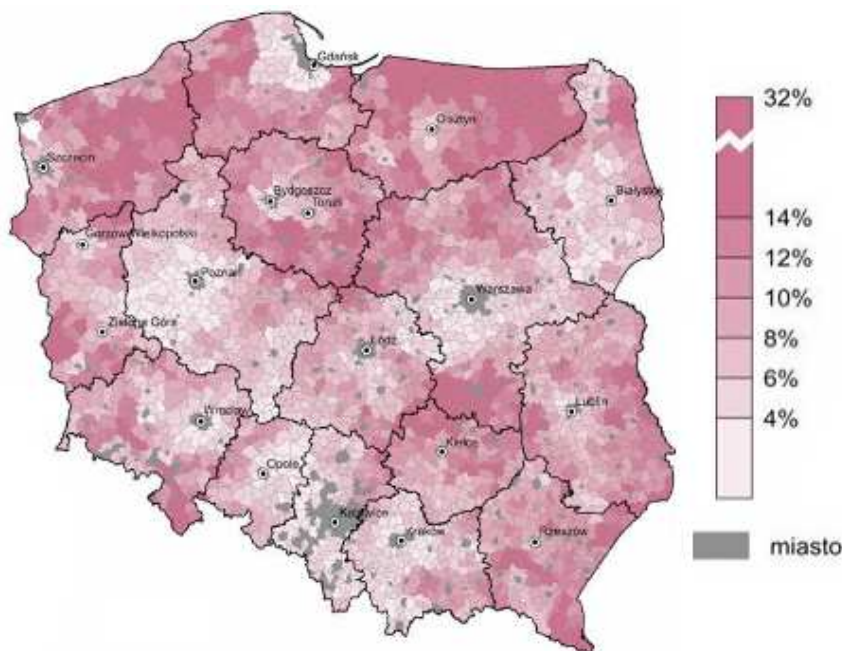 Gdańsk
Olsztyn
Szczecin
Bydgoszcz
Toruń
Białystok
Gorzów Wielkopolski
Poznań
Warszawa
Zielona Góra
Łódź
Wrocław
Lublin
Kielce
Opole
Katowice
Kraków
Rzeszów
32%
14%
12%
10%
8%
6%
4%
miasto